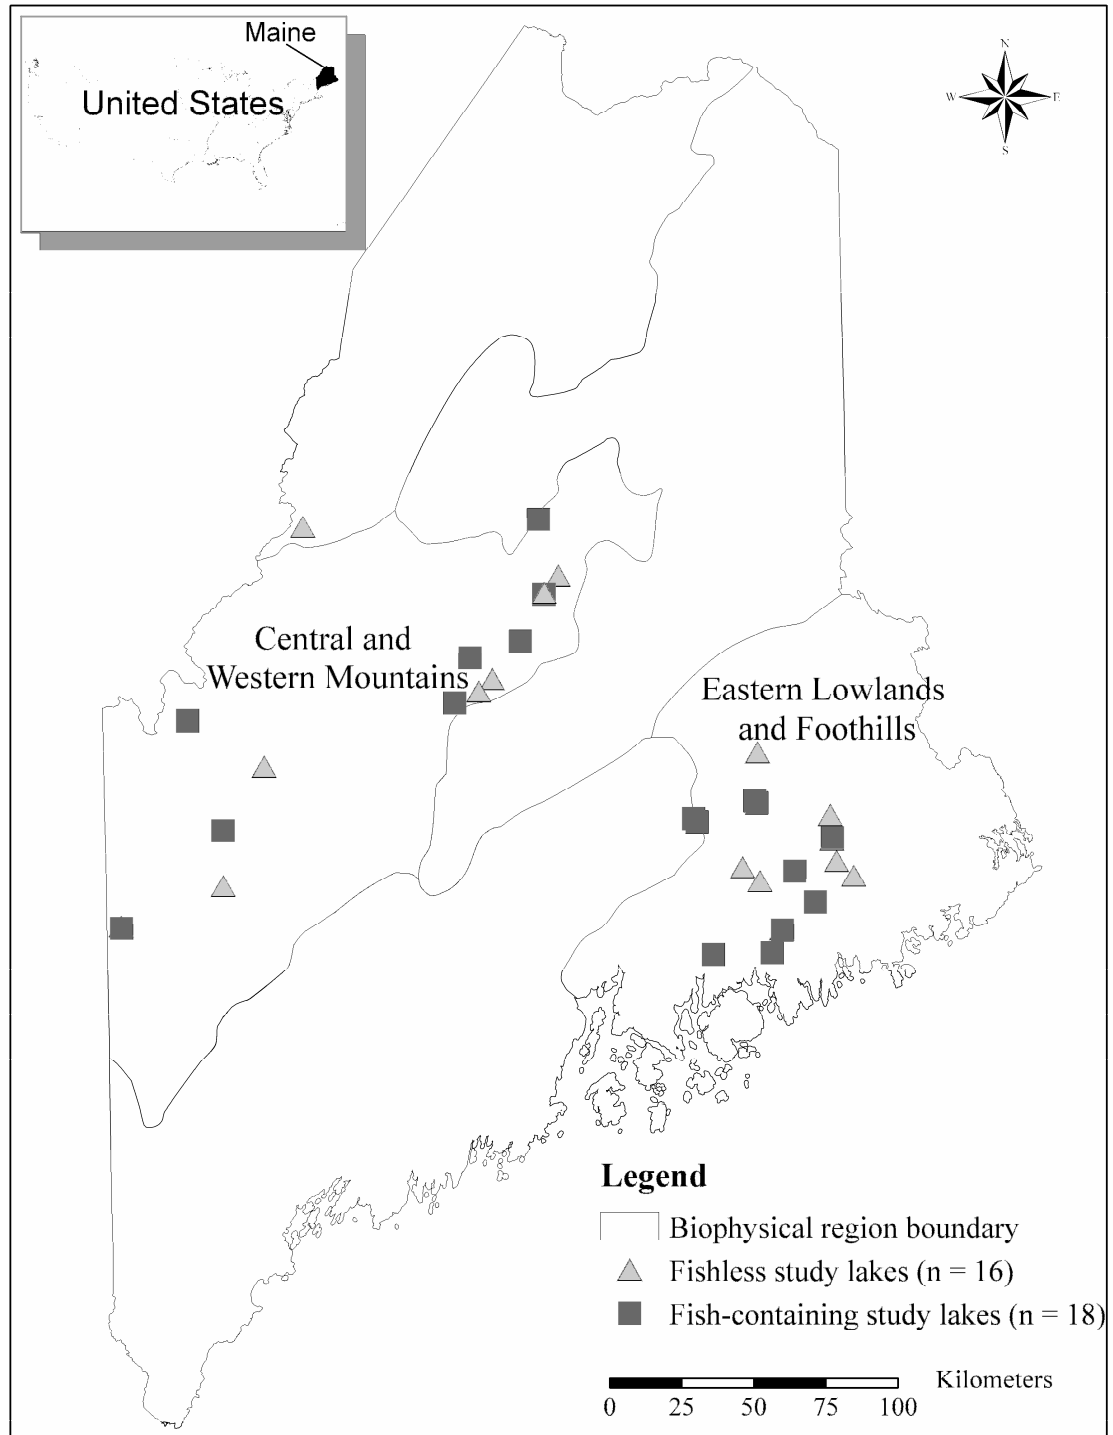 Maine
United States
N
W
E
S
Central and
Western Mountains
Eastern Lowlands
and Foothills
Legend
Biophysical region boundary
Fishless study lakes (n = 16)
Fish-containing study lakes (n = 18)
Kilometers
0 25 50 75 100